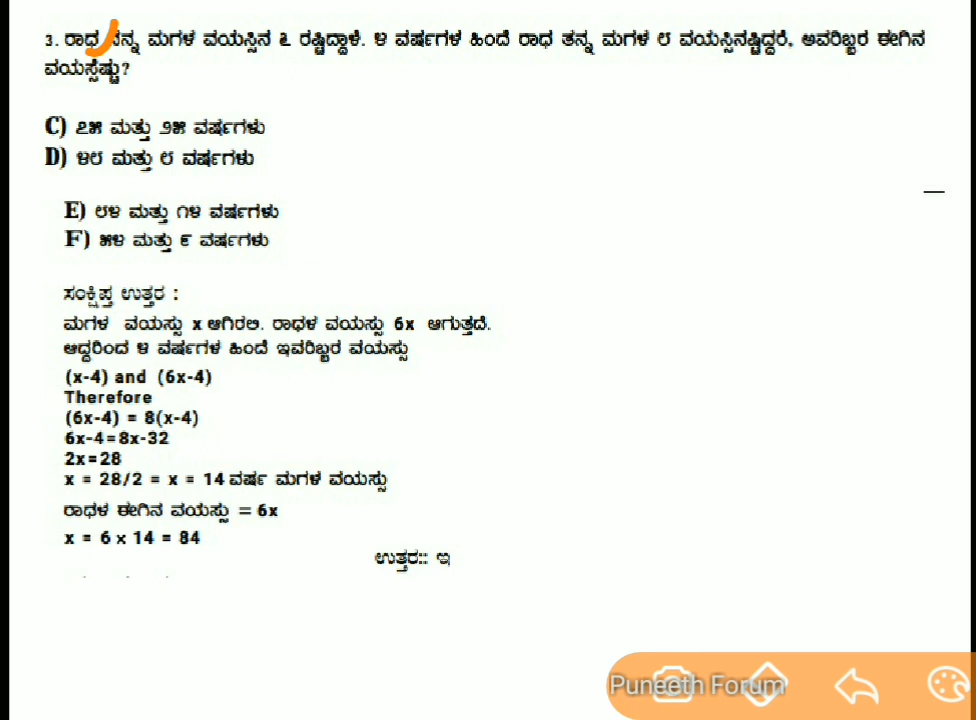 3. ರಾಧ ತನ್ನ ಮಗಳ ವಯಸ್ಸಿನ ೬ ರಷ್ಟಿದ್ದಾಳೆ. ೪ ವರ್ಷಗಳ ಹಿಂದೆ ರಾಧ ತನ್ನ ಮಗಳ ೮ ವಯಸ್ಸಿನಷ್ಟಿದ್ದರೆ, ಅವರಿಬ್ಬರ ಈಗಿನ
ವಯಸ್ಸೆಷ್ಟು?
C) ೭೫ ಮತ್ತು ೨೫ ವರ್ಷಗಳು
D) ೪೮ ಮತ್ತು ೮ ವರ್ಷಗಳು
E) ೮೪ ಮತ್ತು ೧೪ ವರ್ಷಗಳು
F) ೫೪ ಮತ್ತು ೯ ವರ್ಷಗಳು
ಸಂಕ್ಷಿಪ್ತ ಉತ್ತರ :
ಮಗಳ ವಯಸ್ಸು x ಆಗಿರಲಿ. ರಾಧಳ ವಯಸ್ಸು 6x ಆಗುತ್ತದೆ.
ಆದ್ದರಿಂದ ೪ ವರ್ಷಗಳ ಹಿಂದೆ ಇವರಿಬ್ಬರ ವಯಸ್ಸು
(x-4) and (6x-4)
Therefore
(6x-4) = 8(x-4)
6x-4=8x-32
2x=28
x = 28/2 = x = 14 ವರ್ಷ ಮಗಳ ವಯಸ್ಸು
ರಾಧಳ ಈಗಿನ ವಯಸ್ಸು = 6x
x = 6 × 14 = 84
ಉತ್ತರ:: ಇ
Puneeth Forum